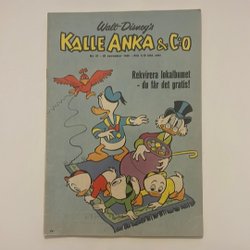 Walt Disney's
KALLE ANKA & C:O
Rekvirera lokalbumet
- du får det gratis!